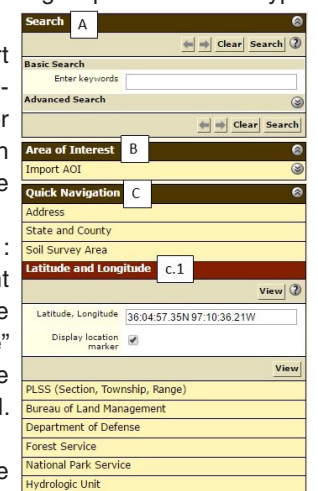 Search A
Clear Search ?
Basic Search
Enter keywords
Advanced Search
Clear Search
Area of Interest B
Import AOI
Quick Navigation C
Address
State and County
Soil Survey Area
Latitude and Longitude c.1
View ?
Latitude, Longitude 36:04:57.35N 97:10:36.21W
Display location
marker
View
PLSS (Section, Township, Range)
Bureau of Land Management
Department of Defense
Forest Service
National Park Service
Hydrologic Unit